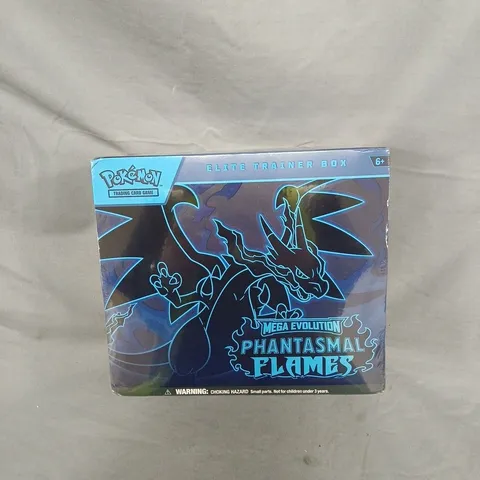 POKÉMON
TRADING CARD GAME
ELITE TRAINER BOX
6+
MEGA EVOLUTION
PHANTASMAL
FLAMES
WARNING: CHOKING HAZARD Small parts. Not for children under 3 years.